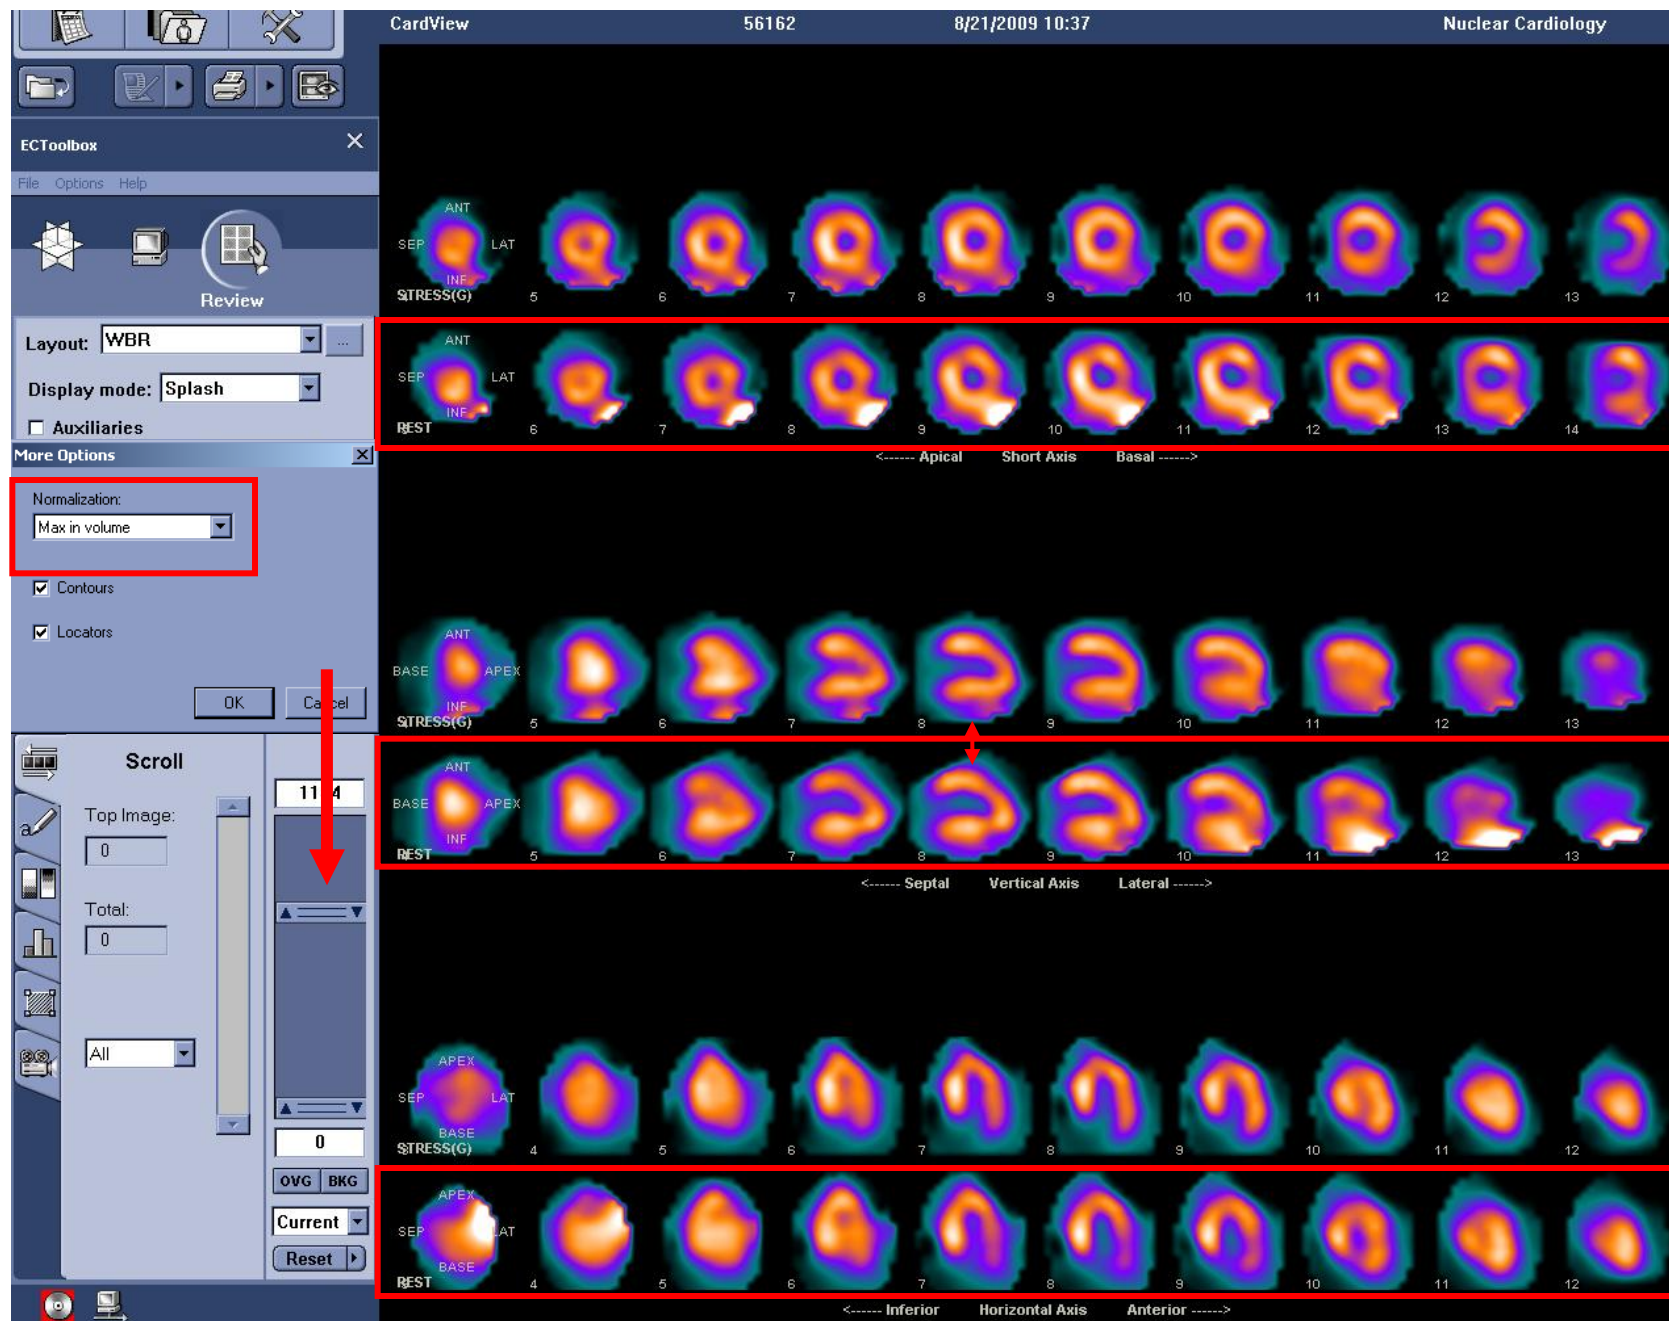 CardView 56162 8/21/2009 10:37 Nuclear Cardiology
ECToolbox
File Options Help
Review
Layout: WBR ...
Display mode: Splash
Auxiliaries
More Options
Normalization:
Max in volume
Contours
Locators
OK Cancel
Scroll
Top Image:
0
Total:
0
All
0
OVG BKG
Current
Reset
ANT
SEP LAT
INF
STRESS(G) 5 6 7 8 9 10 11 12 13
ANT
SEP LAT
INF
REST 6 7 8 9 10 11 12 13 14
<------ Apical Short Axis Basal ------>
ANT
BASE APEX
INF
STRESS(G) 5 6 7 8 9 10 11 12 13
ANT
BASE APEX
INF
REST 5 6 7 8 9 10 11 12 13
<------ Septal Vertical Axis Lateral ------>
APEX
SEP LAT
BASE
STRESS(G) 4 5 6 7 8 9 10 11 12
APEX
SEP LAT
BASE
REST 4 5 6 7 8 9 10 11 12
<------ Inferior Horizontal Axis Anterior ------>